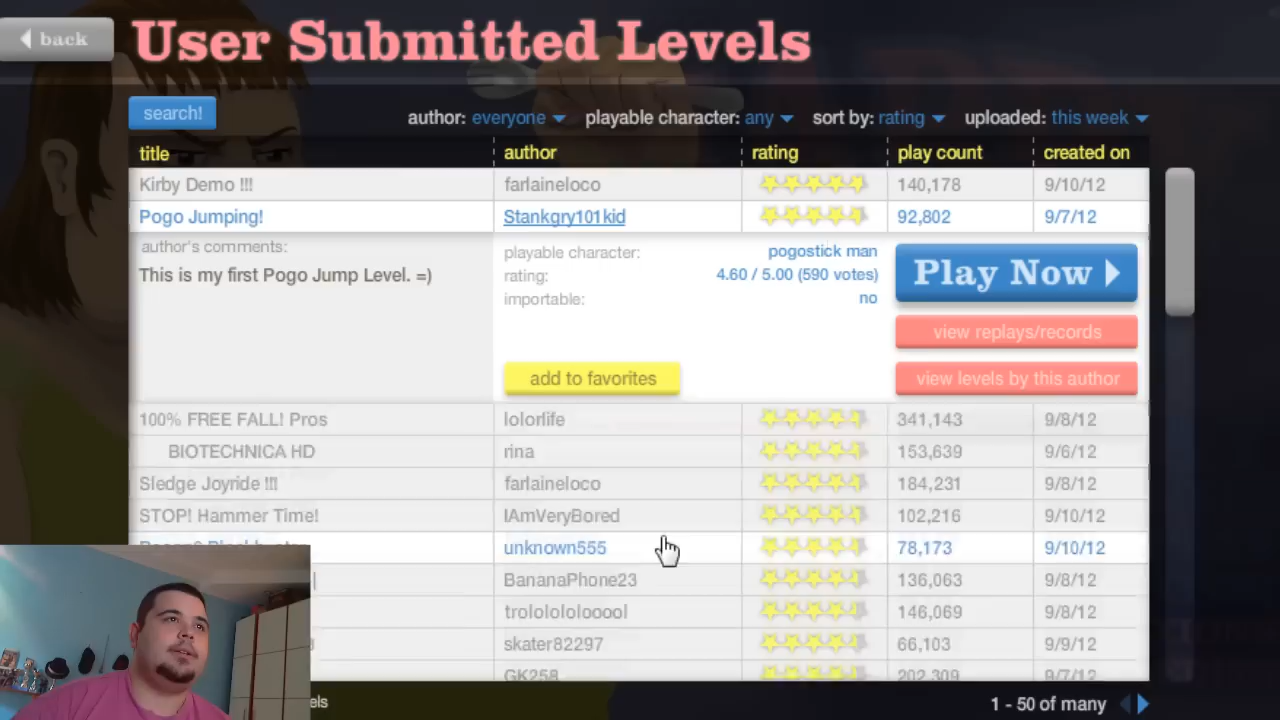 back
User Submitted Levels
search!
author: everyone playable character: any sort by: rating uploaded: this week
title author rating play count created on
Kirby Demo !!! farlaineloco 140,178 9/10/12
Pogo Jumping! Stankgry101kid 92,802 9/7/12
author's comments:
This is my first Pogo Jump Level. =)
playable character: pogostick man
rating: 4.60 / 5.00 (590 votes)
importable: no
add to favorites
Play Now
view replays/records
view levels by this author
100% FREE FALL! Pros lolorlife 341,143 9/8/12
BIOTECHNICA HD rina 153,639 9/6/12
Sledge Joyride !!! farlaineloco 184,231 9/8/12
STOP! Hammer Time! IAmVeryBored 102,216 9/10/12
unknown555 78,173 9/10/12
BananaPhone23 136,063 9/8/12
trolololololoool 146,069 9/8/12
skater82297 66,103 9/9/12
GK258 202,309 9/7/12
els 1 - 50 of many